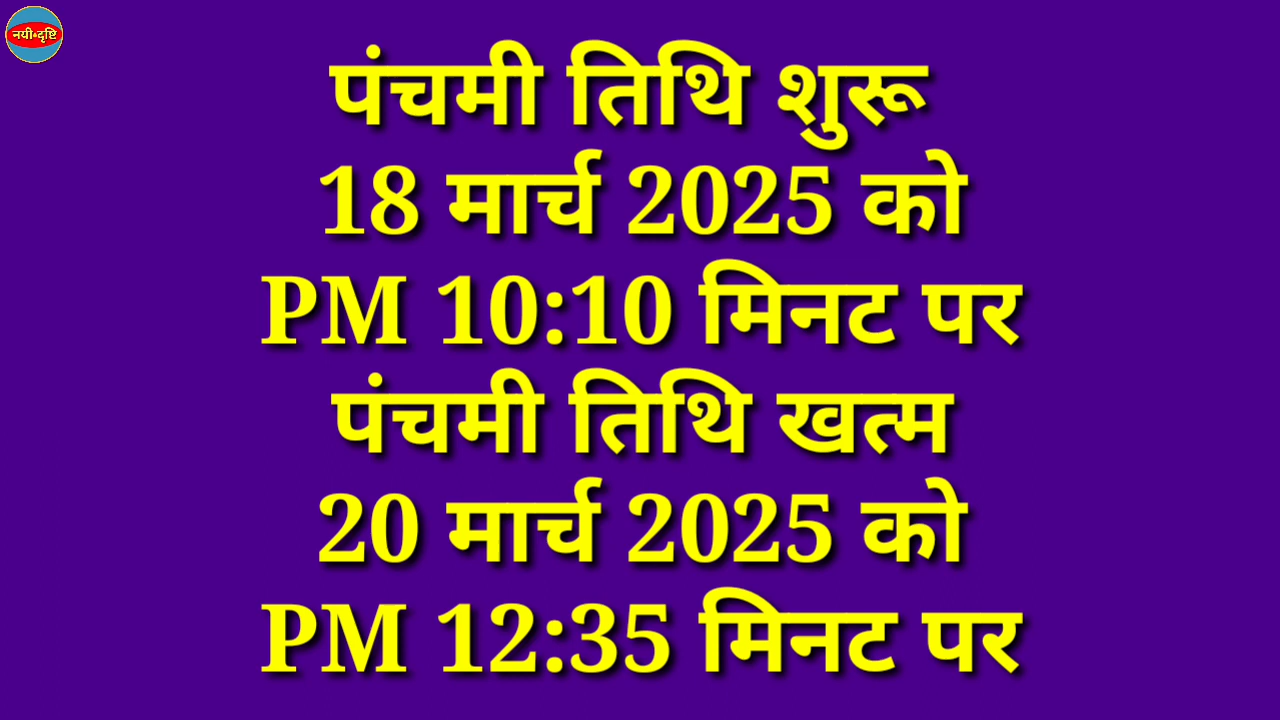 नयी दृष्टि
पंचमी तिथि शुरू
18 मार्च 2025 को
PM 10:10 मिनट पर
पंचमी तिथि खत्म
20 मार्च 2025 को
PM 12:35 मिनट पर